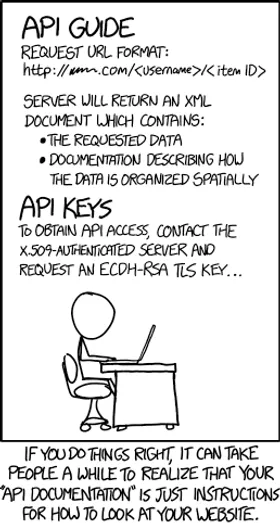 API GUIDE
REQUEST URL FORMAT:
http://.com/<username>/<item ID>
SERVER WILL RETURN AN XML
DOCUMENT WHICH CONTAINS:
• THE REQUESTED DATA
• DOCUMENTATION DESCRIBING HOW
THE DATA IS ORGANIZED SPATIALLY
API KEYS
TO OBTAIN API ACCESS, CONTACT THE
X.509-AUTHENTICATED SERVER AND
REQUEST AN ECDH-RSA TLS KEY...
IF YOU DO THINGS RIGHT, IT CAN TAKE
PEOPLE A WHILE TO REALIZE THAT YOUR
"API DOCUMENTATION" IS JUST INSTRUCTIONS
FOR HOW TO LOOK AT YOUR WEBSITE.